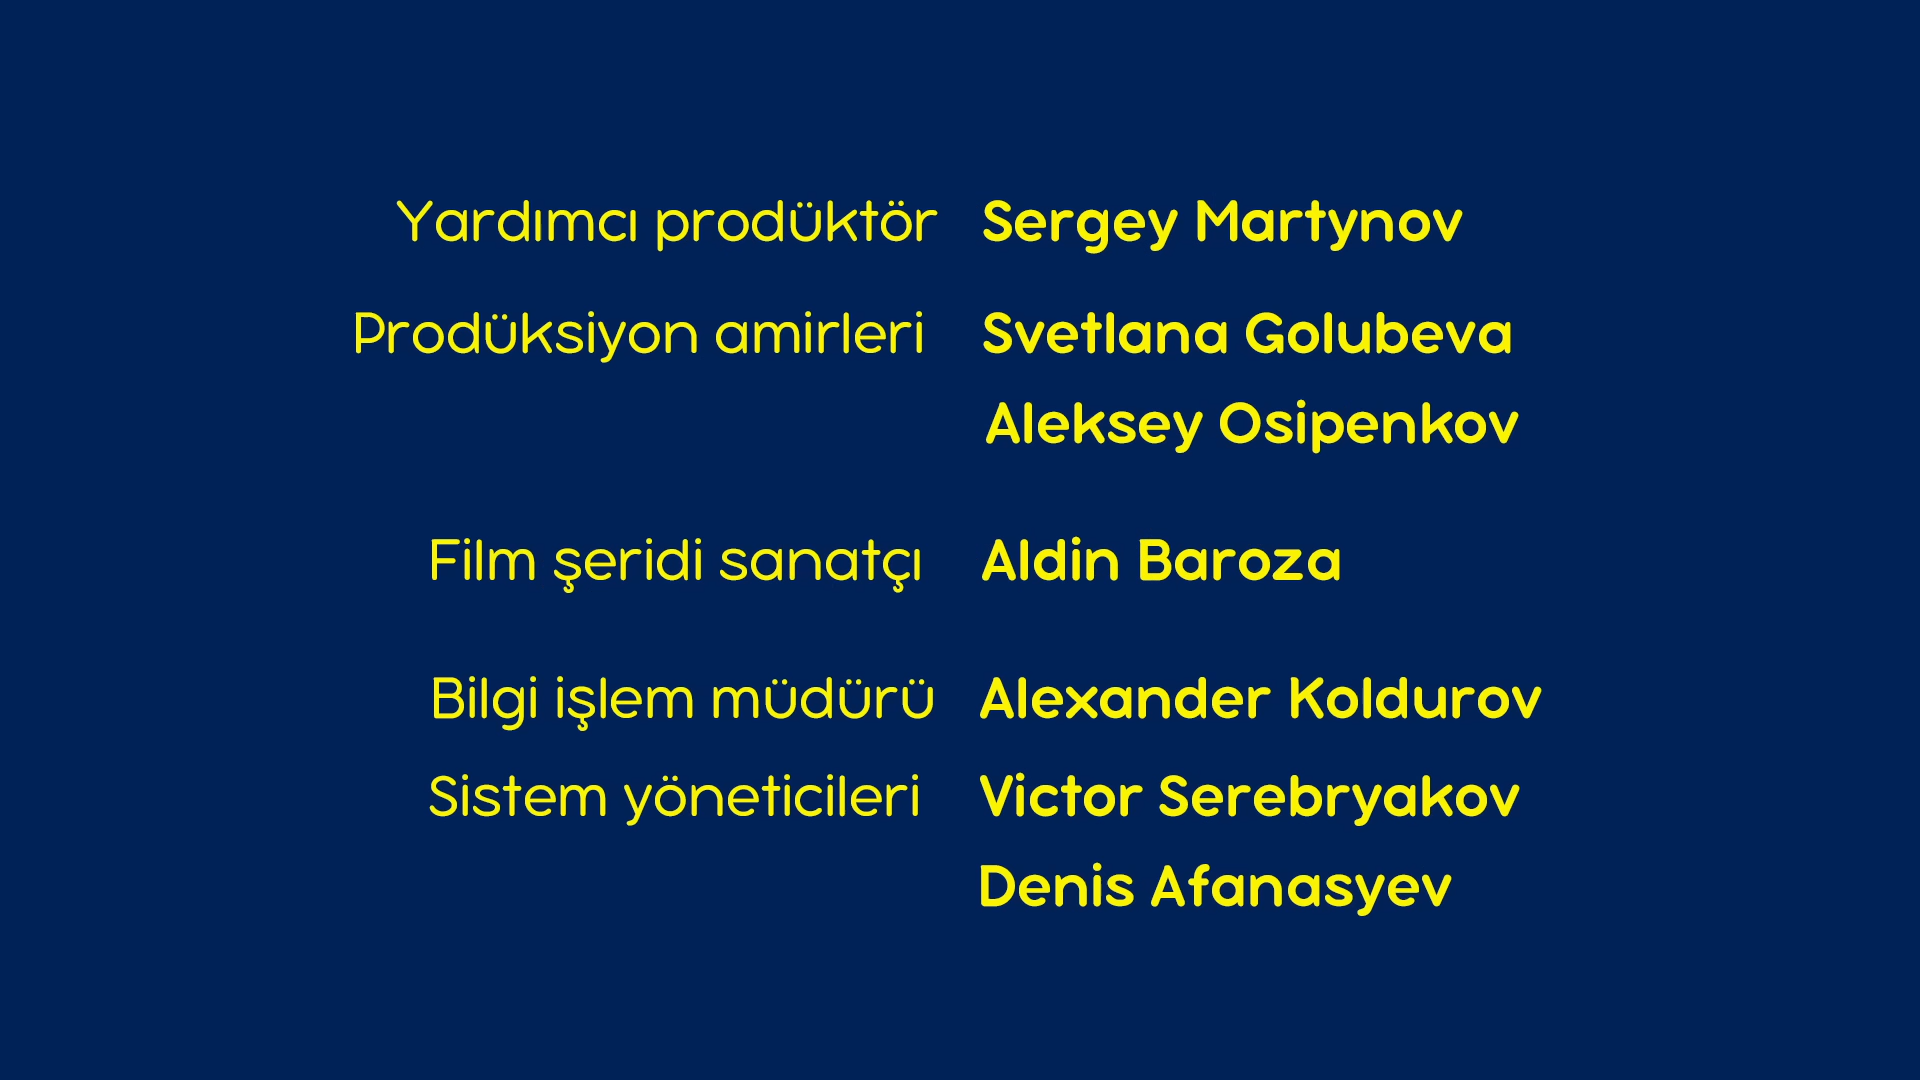 Yardımcı prodüktör Sergey Martynov
Prodüksiyon amirleri Svetlana Golubeva
Aleksey Osipenkov
Film şeridi sanatçı Aldin Baroza
Bilgi işlem müdürü Alexander Koldurov
Sistem yöneticileri Victor Serebryakov
Denis Afanasyev